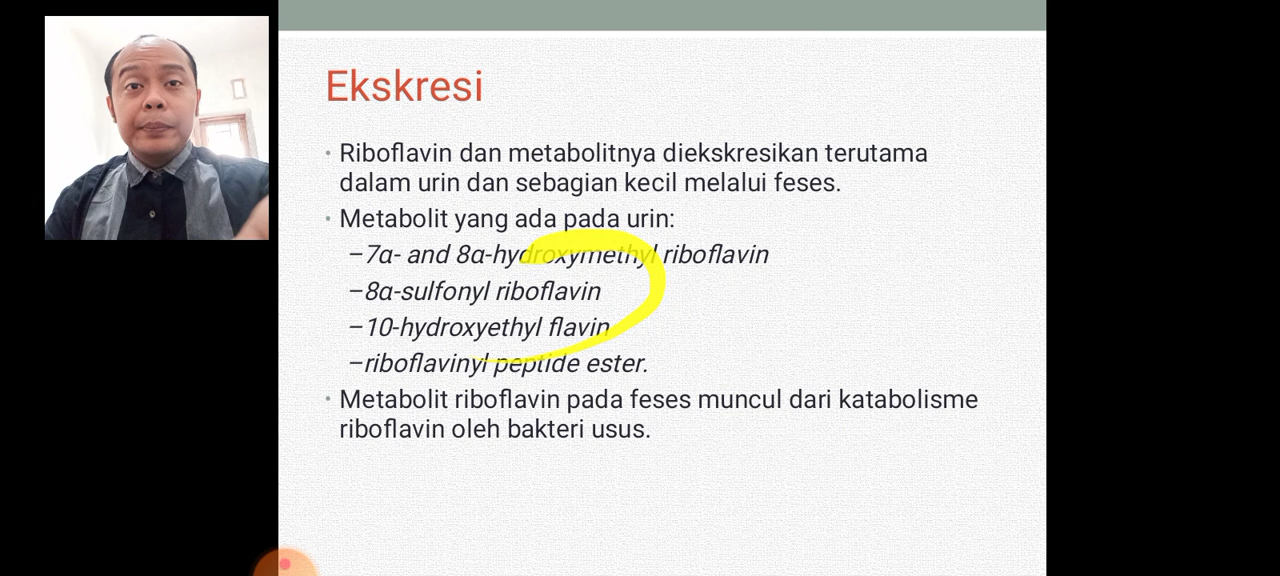 Ekskresi
• Riboflavin dan metabolitnya diekskresikan terutama
dalam urin dan sebagian kecil melalui feses.
• Metabolit yang ada pada urin:
–7α- and 8α-hydroxymethyl riboflavin
–8α-sulfonyl riboflavin
–10-hydroxyethyl flavin
–riboflavinyl peptide ester.
• Metabolit riboflavin pada feses muncul dari katabolisme
riboflavin oleh bakteri usus.